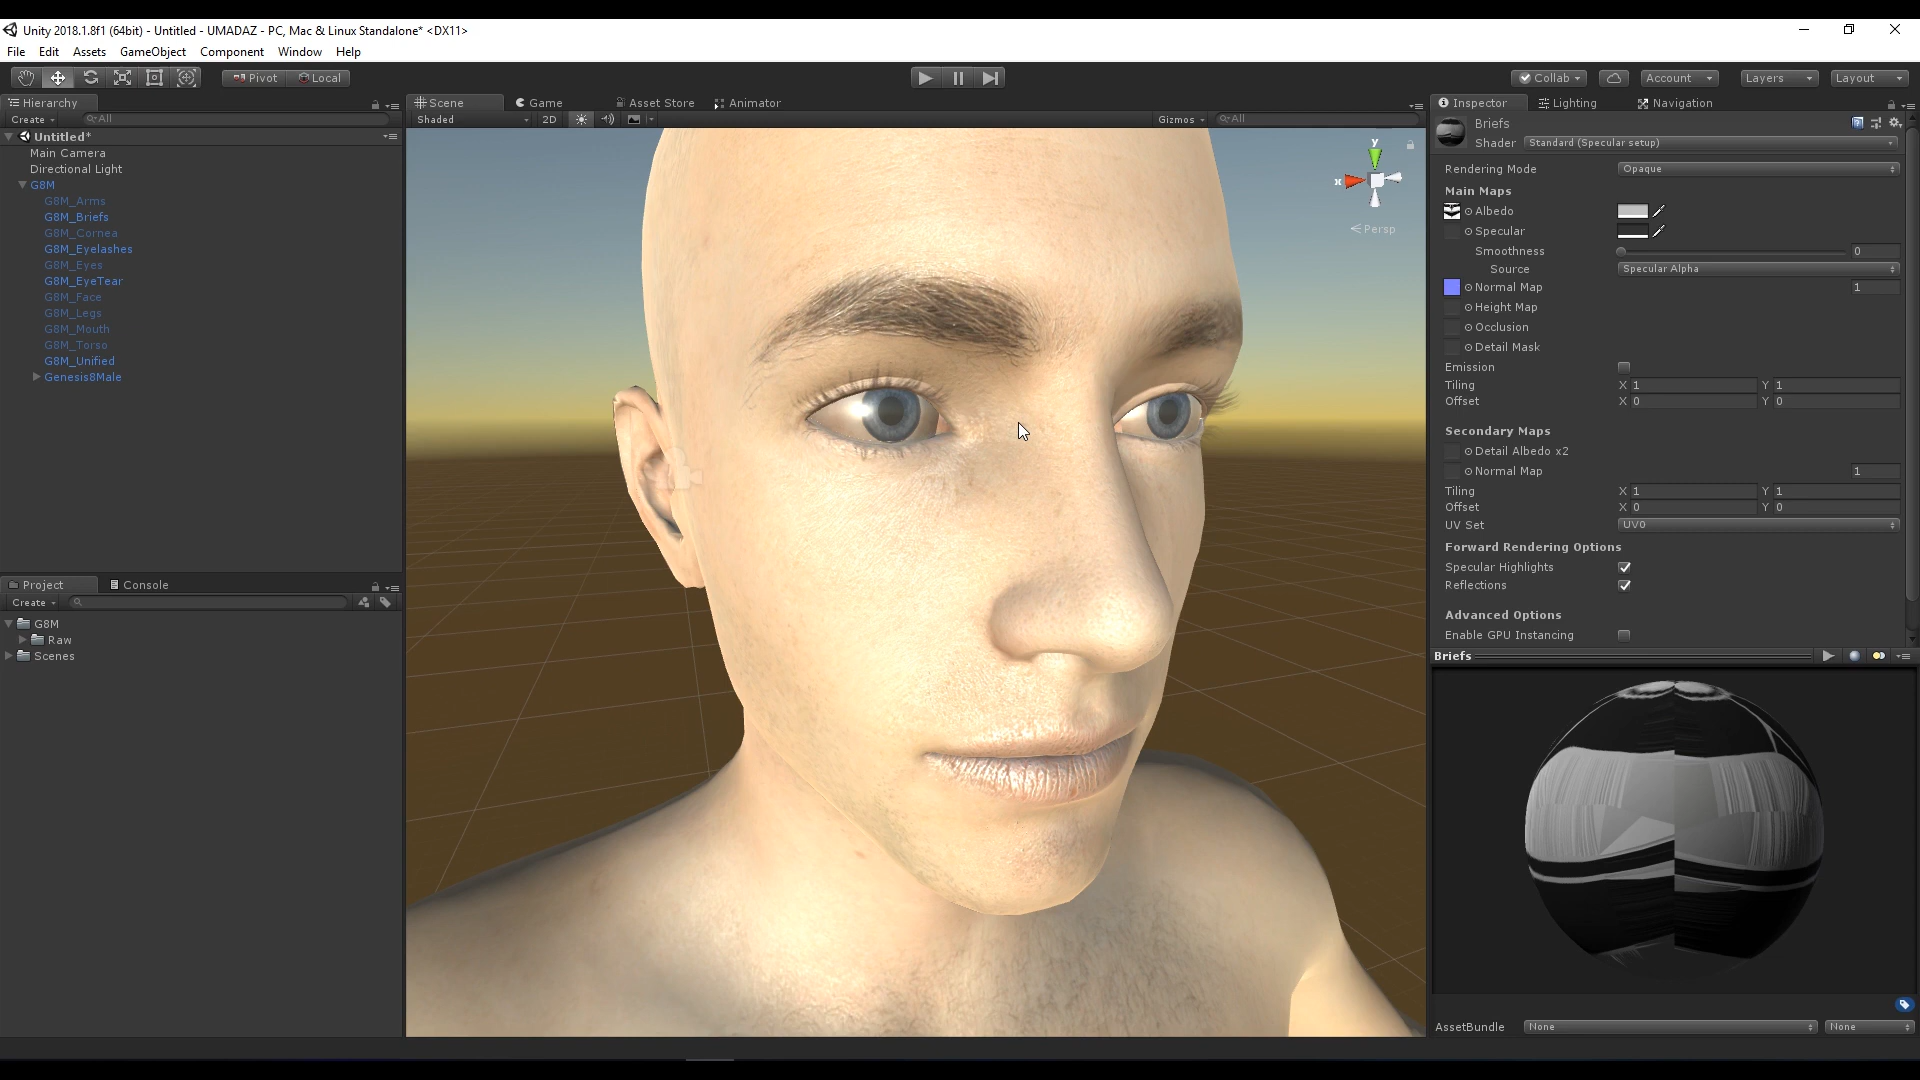 Unity 2018.1.8f1 (64bit) - Untitled - UMADAZ - PC, Mac & Linux Standalone* <DX11>
File Edit Assets GameObject Component Window Help
Pivot Local
Collab Account Layers Layout
Hierarchy
Create All
Untitled*
Main Camera
Directional Light
G8M
G8M_Arms
G8M_Briefs
G8M_Cornea
G8M_Eyelashes
G8M_Eyes
G8M_EyeTear
G8M_Face
G8M_Legs
G8M_Mouth
G8M_Torso
G8M_Unified
Genesis8Male
Project Console
Create
G8M
Raw
Scenes
Scene Game Asset Store Animator
Shaded 2D Gizmos All
y
x
Persp
Inspector Lighting Navigation
Briefs
Shader Standard (Specular setup)
Rendering Mode Opaque
Main Maps
Albedo
Specular
Smoothness 0
Source Specular Alpha
Normal Map 1
Height Map
Occlusion
Detail Mask
Emission
Tiling X 1 Y 1
Offset X 0 Y 0
Secondary Maps
Detail Albedo x2
Normal Map 1
Tiling X 1 Y 1
Offset X 0 Y 0
UV Set UV0
Forward Rendering Options
Specular Highlights
Reflections
Advanced Options
Enable GPU Instancing
Briefs
AssetBundle None None